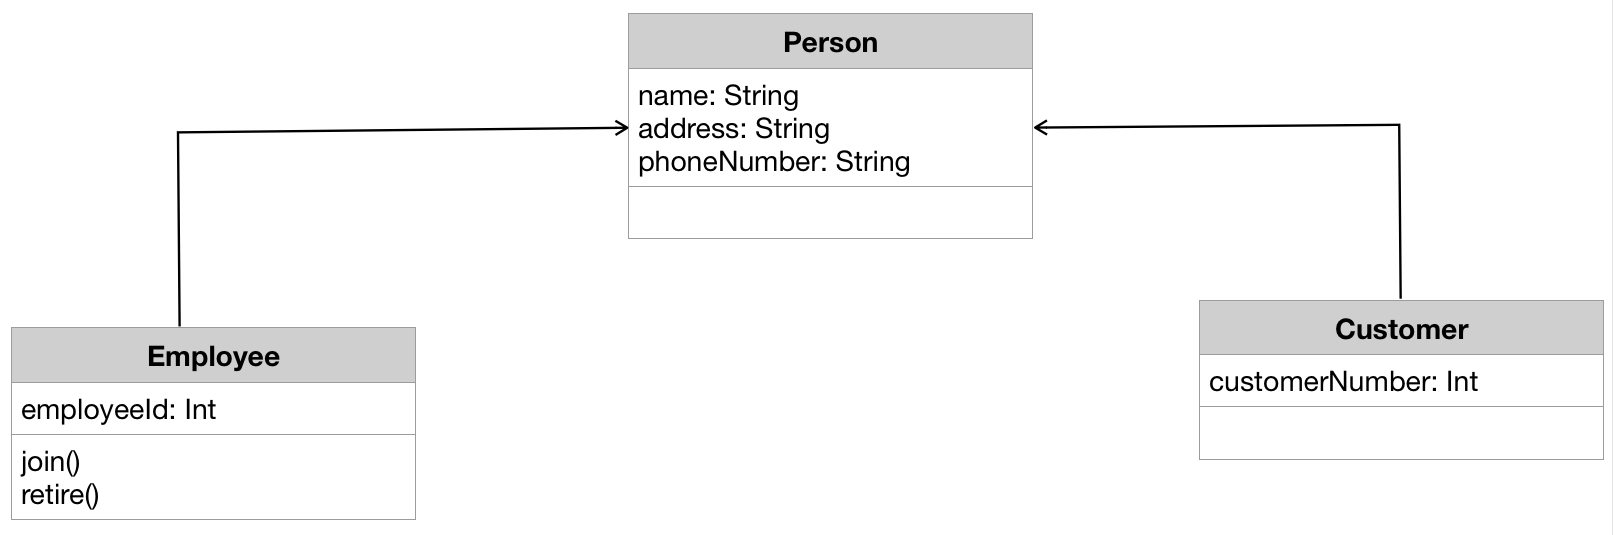 Person
name: String
address: String
phoneNumber: String
Employee
employeeId: Int
join()
retire()
Customer
customerNumber: Int